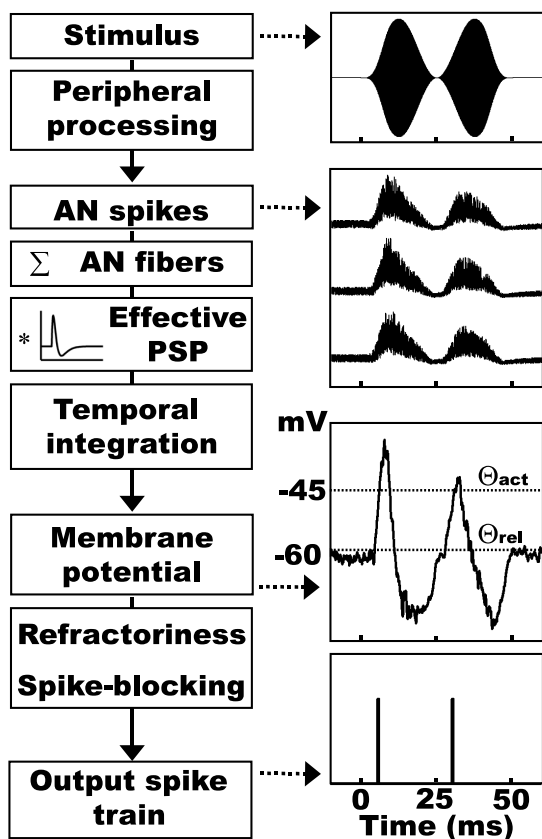 Stimulus
Peripheral
processing
AN spikes
Σ AN fibers
* Effective
PSP
Temporal
integration
Membrane
potential
Refractoriness
Spike-blocking
Output spike
train
mV
-45
Θact
-60
Θrel
0 25 50
Time (ms)